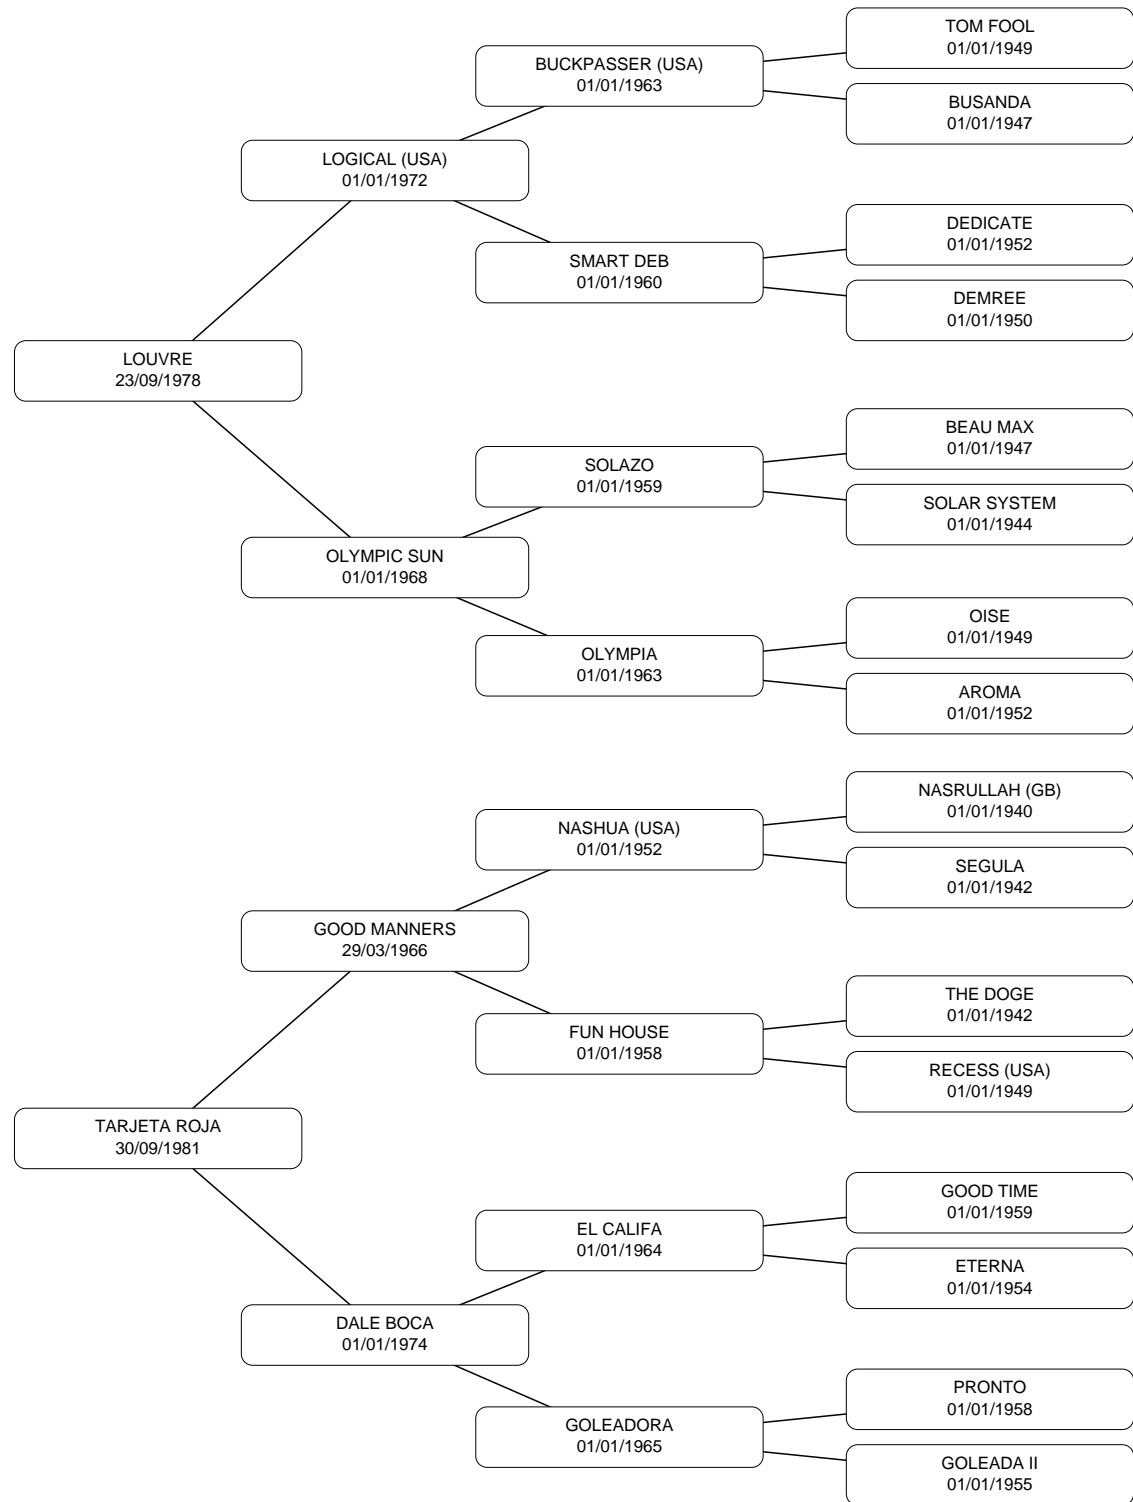 TOM FOOL
01/01/1949
BUCKPASSER (USA)
01/01/1963
BUSANDA
01/01/1947
LOGICAL (USA)
01/01/1972
DEDICATE
01/01/1952
SMART DEB
01/01/1960
DEMREE
01/01/1950
LOUVRE
23/09/1978
BEAU MAX
01/01/1947
SOLAZO
01/01/1959
SOLAR SYSTEM
01/01/1944
OLYMPIC SUN
01/01/1968
OISE
01/01/1949
OLYMPIA
01/01/1963
AROMA
01/01/1952
NASRULLAH (GB)
01/01/1940
NASHUA (USA)
01/01/1952
SEGULA
01/01/1942
GOOD MANNERS
29/03/1966
THE DOGE
01/01/1942
FUN HOUSE
01/01/1958
RECESS (USA)
01/01/1949
TARJETA ROJA
30/09/1981
GOOD TIME
01/01/1959
EL CALIFA
01/01/1964
ETERNA
01/01/1954
DALE BOCA
01/01/1974
PRONTO
01/01/1958
GOLEADORA
01/01/1965
GOLEADA II
01/01/1955